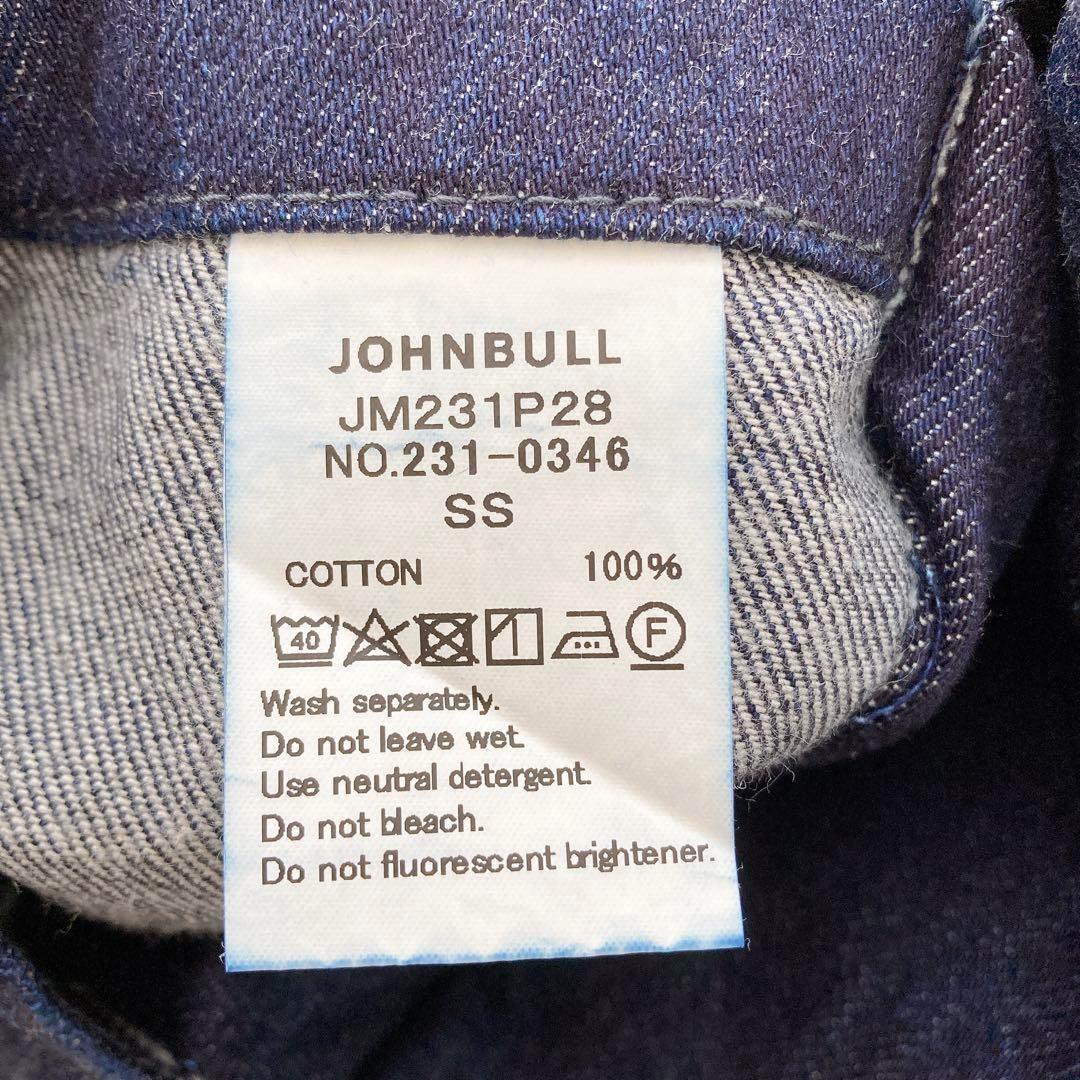 JOHNBULL
JM231P28
NO.231-0346
SS
COTTON 100%
40 F
Wash separately.
Do not leave wet.
Use neutral detergent.
Do not bleach.
Do not fluorescent brightener.